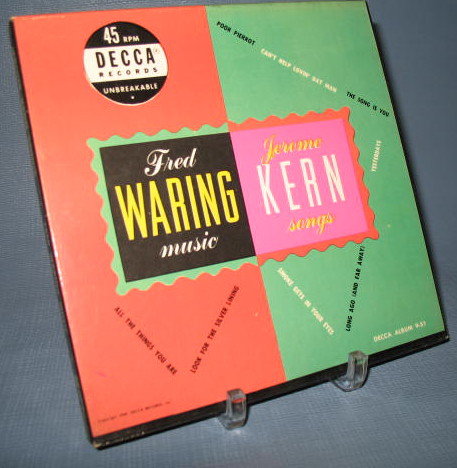 45 RPM
DECCA
RECORDS
UNBREAKABLE
POOR PIERROT
CAN'T HELP LOVIN' DAT MAN
THE SONG IS YOU
YESTERDAYS
Fred
WARING
music
Jerome
KERN
songs
LONG AGO (AND FAR AWAY)
SMOKE GETS IN YOUR EYES
LOOK FOR THE SILVER LINING
ALL THE THINGS YOU ARE
DECCA ALBUM 9-51